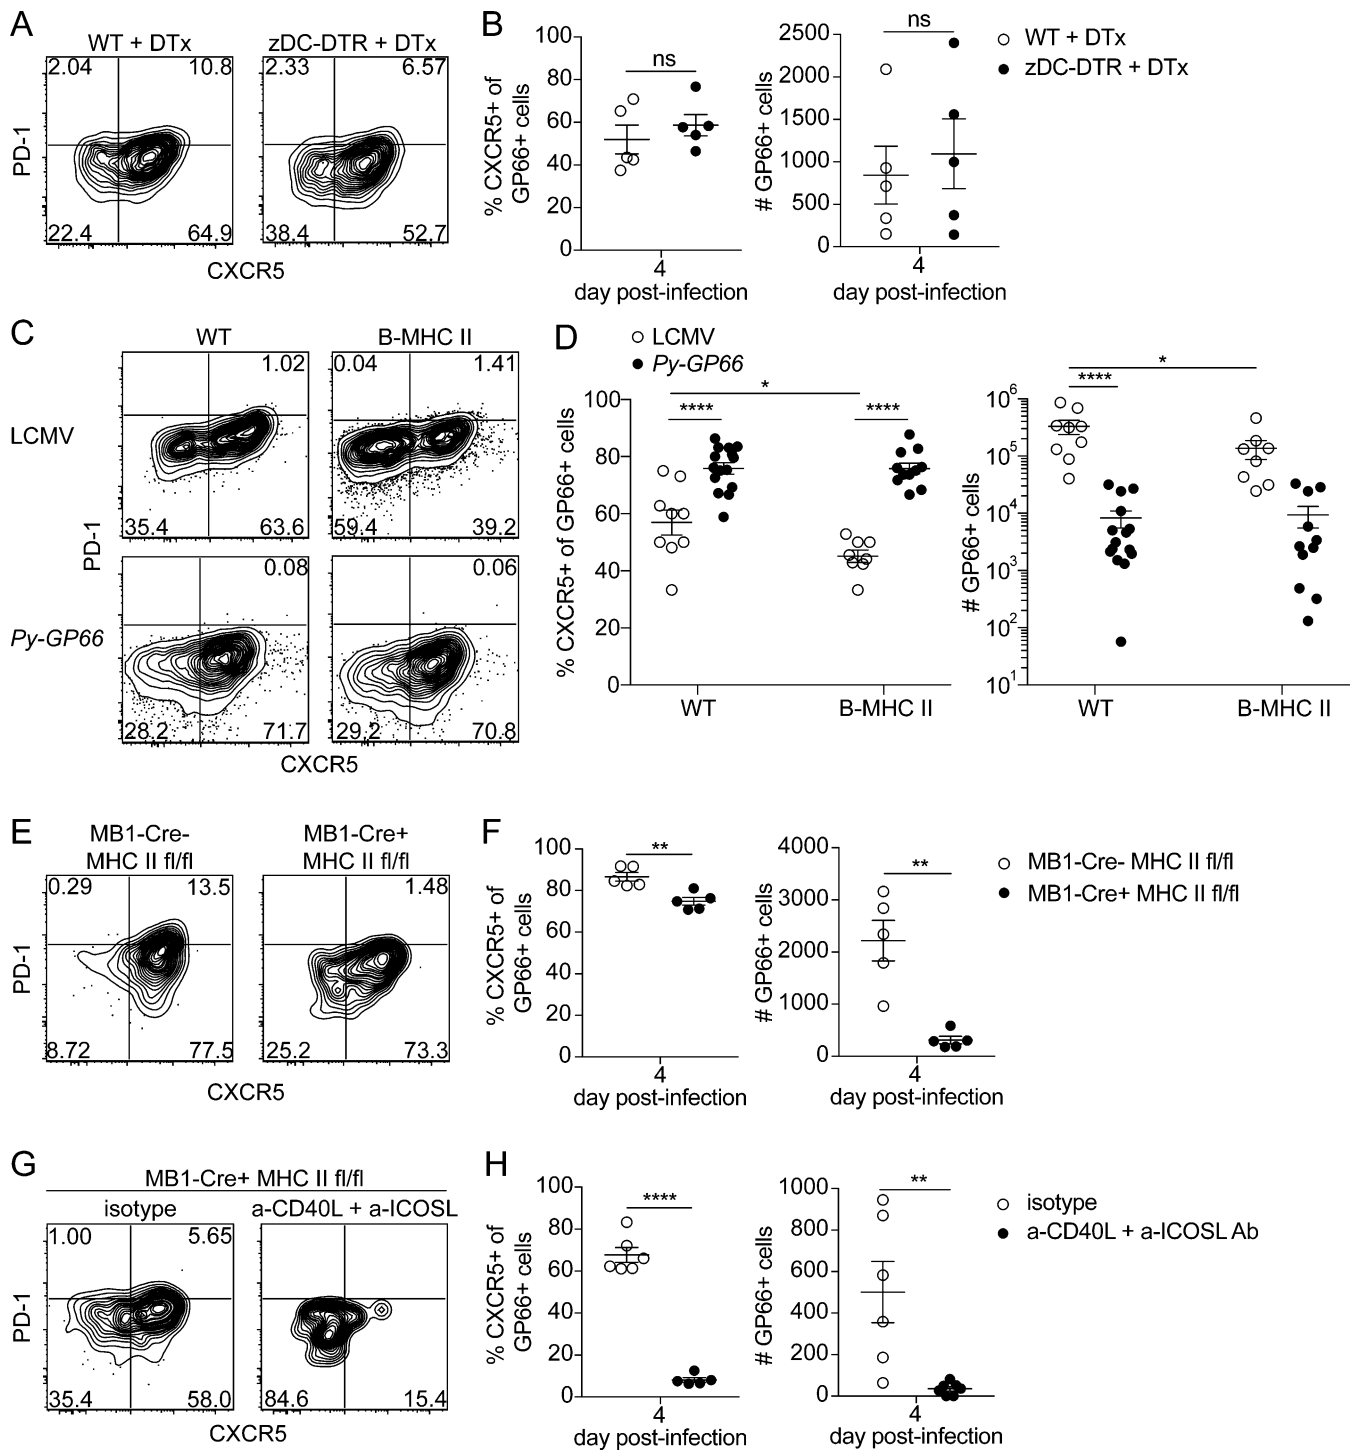 A
WT + DTx
zDC-DTR + DTx
2.04
10.8
2.33
6.57
PD-1
22.4
64.9
38.4
52.7
CXCR5
B
% CXCR5+ of
GP66+ cells
100
80
60
40
20
0
ns
4
day post-infection
# GP66+ cells
2500
2000
1500
1000
500
0
ns
4
day post-infection
WT + DTx
zDC-DTR + DTx
C
WT
B-MHC II
LCMV
1.02
0.04
1.41
35.4
63.6
59.4
39.2
PD-1
Py-GP66
0.08
0.06
28.2
71.7
29.2
70.8
CXCR5
D
LCMV
Py-GP66
% CXCR5+ of GP66+ cells
100
80
60
40
20
0
*
****
****
WT
B-MHC II
# GP66+ cells
10^6
10^5
10^4
10^3
10^2
10^1
*
****
WT
B-MHC II
E
MB1-Cre-
MHC II fl/fl
MB1-Cre+
MHC II fl/fl
0.29
13.5
1.48
PD-1
8.72
77.5
25.2
73.3
CXCR5
F
% CXCR5+ of
GP66+ cells
100
80
60
40
20
0
**
4
day post-infection
# GP66+ cells
4000
3000
2000
1000
0
**
4
day post-infection
MB1-Cre- MHC II fl/fl
MB1-Cre+ MHC II fl/fl
G
MB1-Cre+ MHC II fl/fl
isotype
a-CD40L + a-ICOSL
1.00
5.65
PD-1
35.4
58.0
84.6
15.4
CXCR5
H
% CXCR5+ of
GP66+ cells
100
80
60
40
20
0
****
4
day post-infection
# GP66+ cells
1000
800
600
400
200
0
**
4
day post-infection
isotype
a-CD40L + a-ICOSL Ab